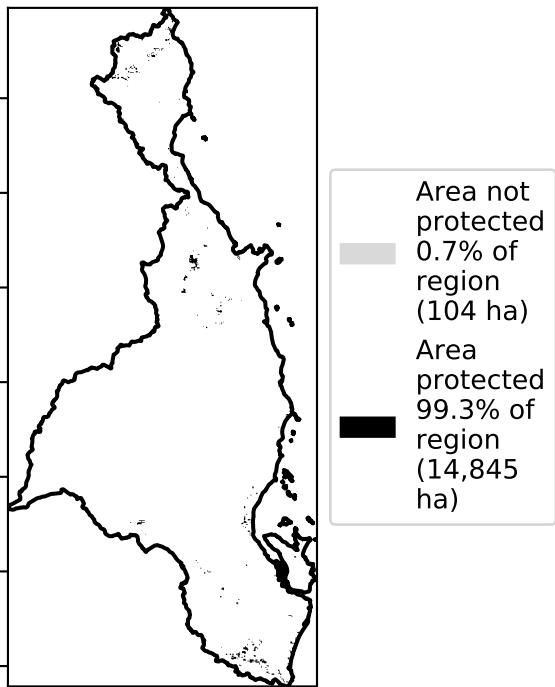 Area not
protected
0.7% of
region
(104 ha)
Area
protected
99.3% of
region
(14,845
ha)